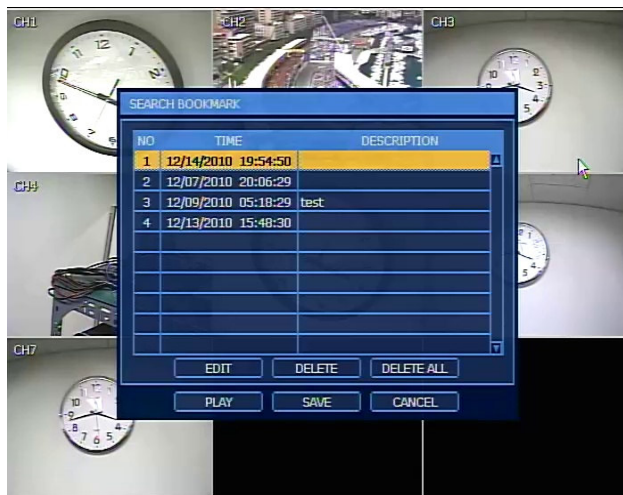 CH1
CH2
CH3
SEARCH BOOKMARK
NO TIME DESCRIPTION
1 12/14/2010 19:54:50
2 12/07/2010 20:06:29
3 12/09/2010 05:18:29 test
4 12/13/2010 15:48:30
CH4
EDIT DELETE DELETE ALL
CH7
PLAY SAVE CANCEL